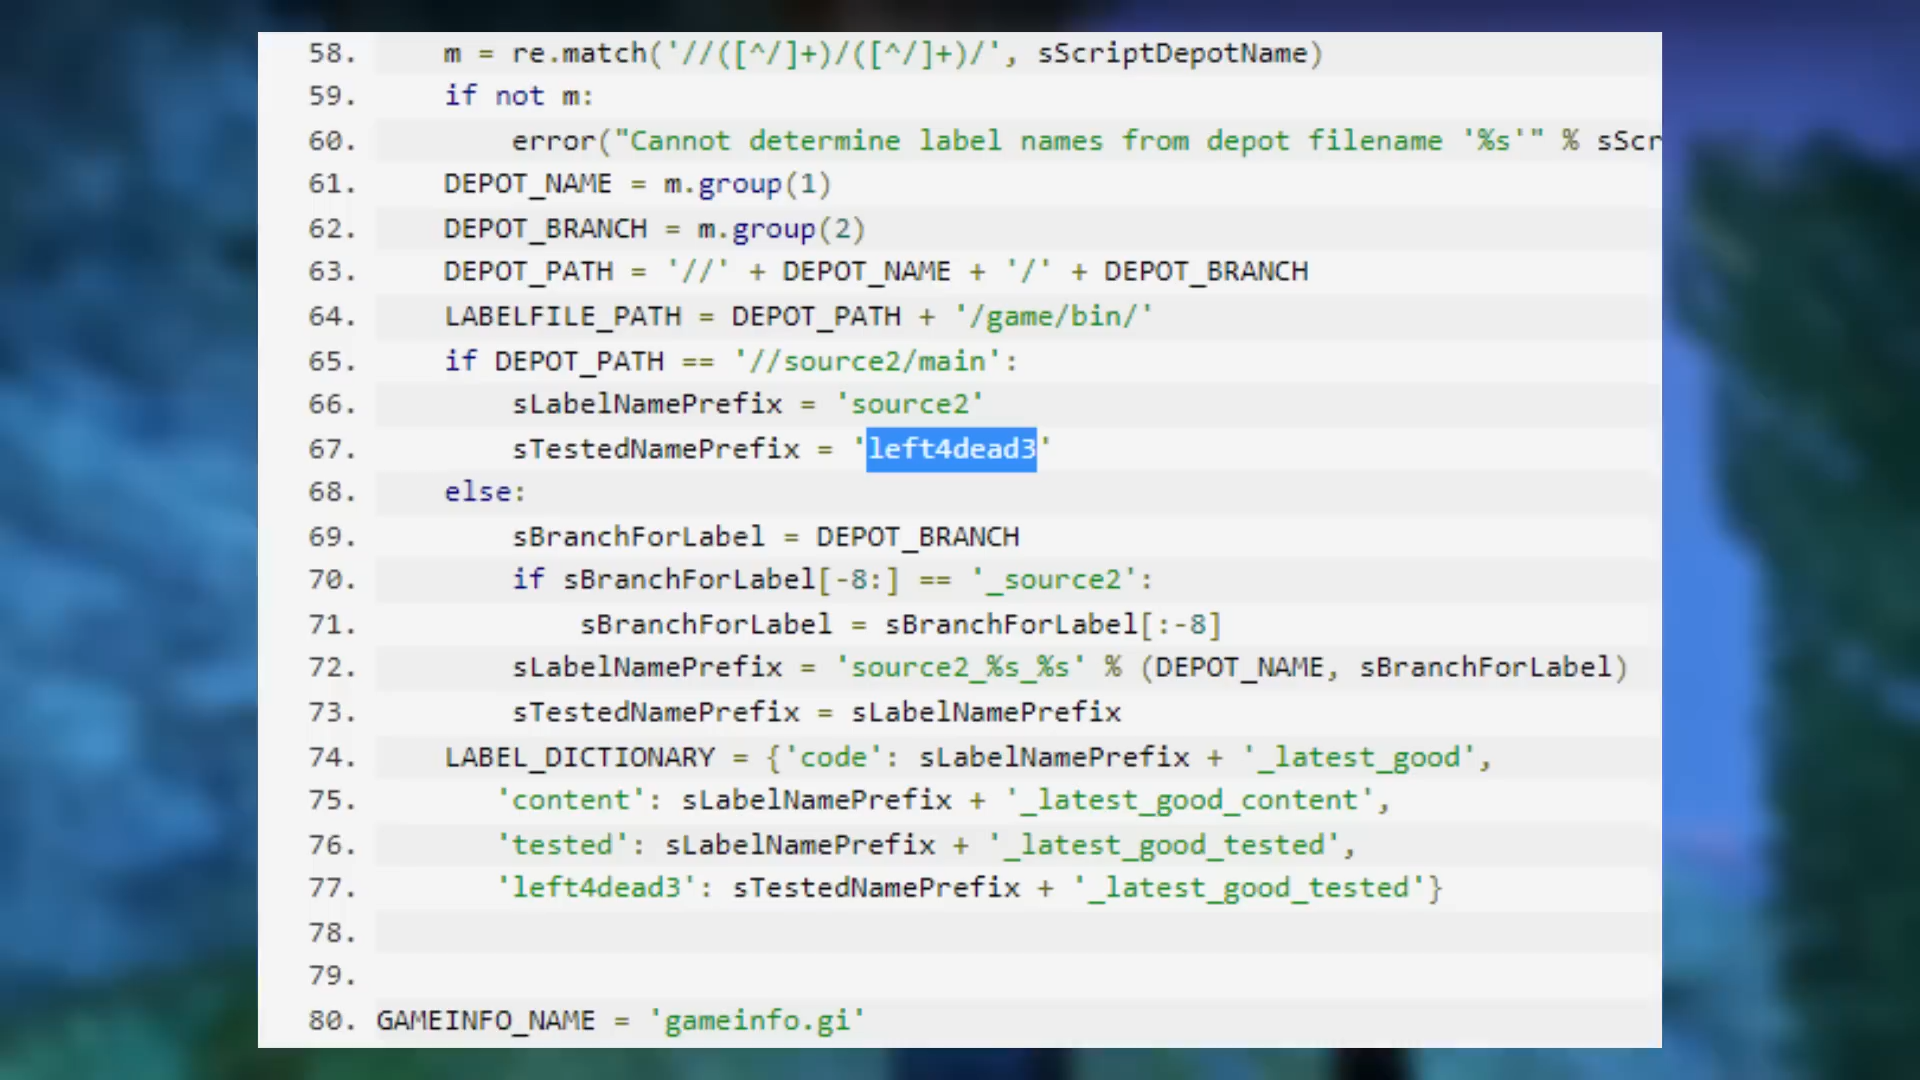 58. m = re.match('//([^/]+)/([^/]+)/', sScriptDepotName)
59. if not m:
60. error("Cannot determine label names from depot filename '%s'" % sScr
61. DEPOT_NAME = m.group(1)
62. DEPOT_BRANCH = m.group(2)
63. DEPOT_PATH = '//' + DEPOT_NAME + '/' + DEPOT_BRANCH
64. LABELFILE_PATH = DEPOT_PATH + '/game/bin/'
65. if DEPOT_PATH == '//source2/main':
66. sLabelNamePrefix = 'source2'
67. sTestedNamePrefix = 'left4dead3'
68. else:
69. sBranchForLabel = DEPOT_BRANCH
70. if sBranchForLabel[-8:] == '_source2':
71. sBranchForLabel = sBranchForLabel[:-8]
72. sLabelNamePrefix = 'source2_%s_%s' % (DEPOT_NAME, sBranchForLabel)
73. sTestedNamePrefix = sLabelNamePrefix
74. LABEL_DICTIONARY = {'code': sLabelNamePrefix + '_latest_good',
75. 'content': sLabelNamePrefix + '_latest_good_content',
76. 'tested': sLabelNamePrefix + '_latest_good_tested',
77. 'left4dead3': sTestedNamePrefix + '_latest_good_tested'}
78.
79.
80. GAMEINFO_NAME = 'gameinfo.gi'